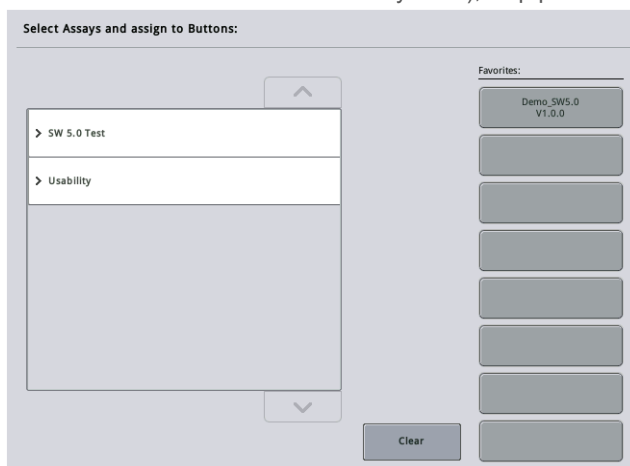 Select Assays and assign to Buttons:
Favorites:
Demo_SW5.0
V1.0.0
SW 5.0 Test
Usability
Clear